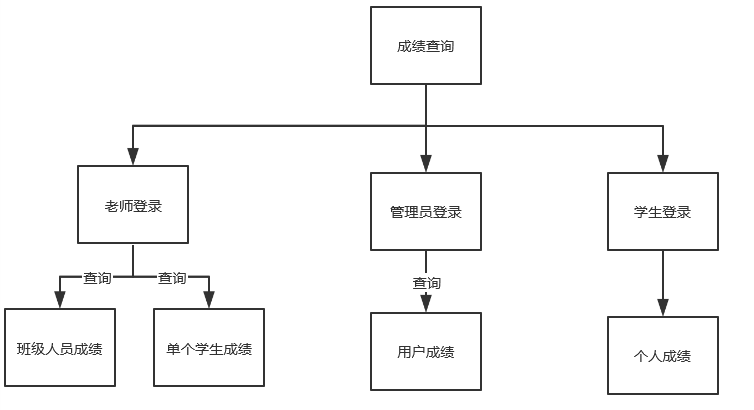 成绩查询
老师登录
管理员登录
学生登录
查询
查询
查询
班级人员成绩
单个学生成绩
用户成绩
个人成绩